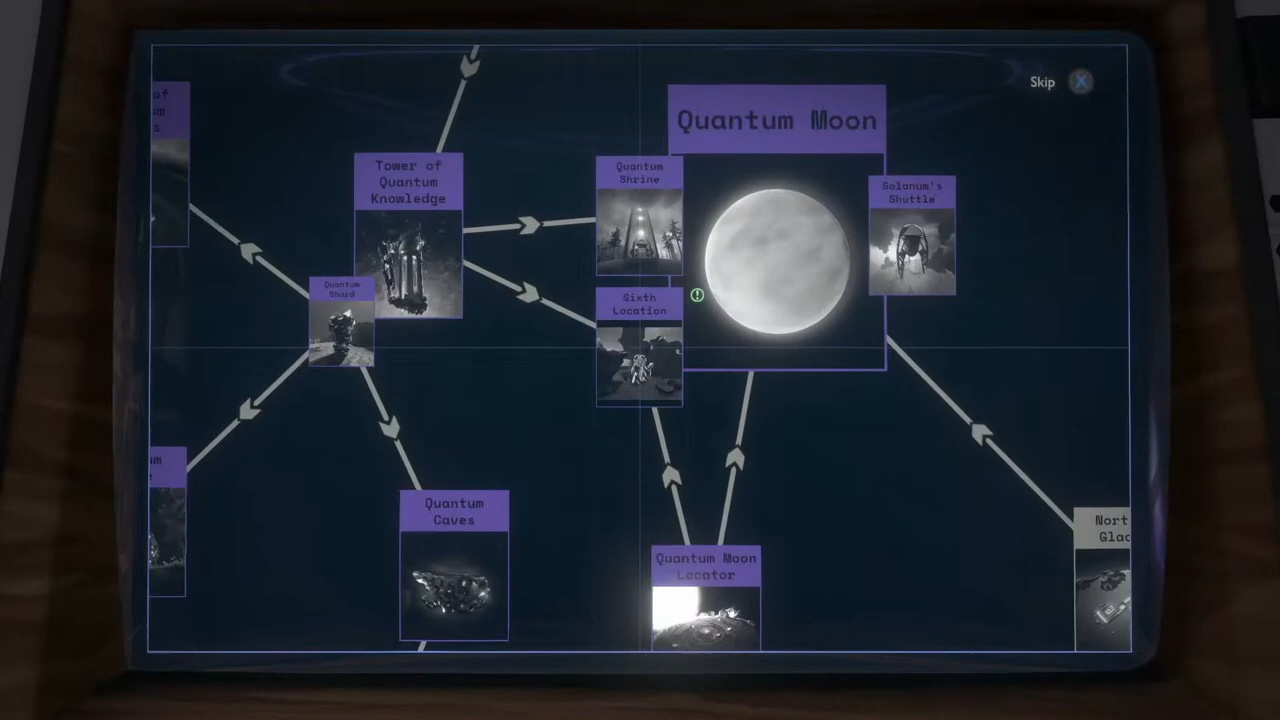 Skip X
Quantum Moon
of
Tower of
Quantum
Knowledge
Quantum
Shrine
Solanum's
Shuttle
Quantum
Shard
Sixth
Location
Quantum
Caves
Quantum Moon
Locator